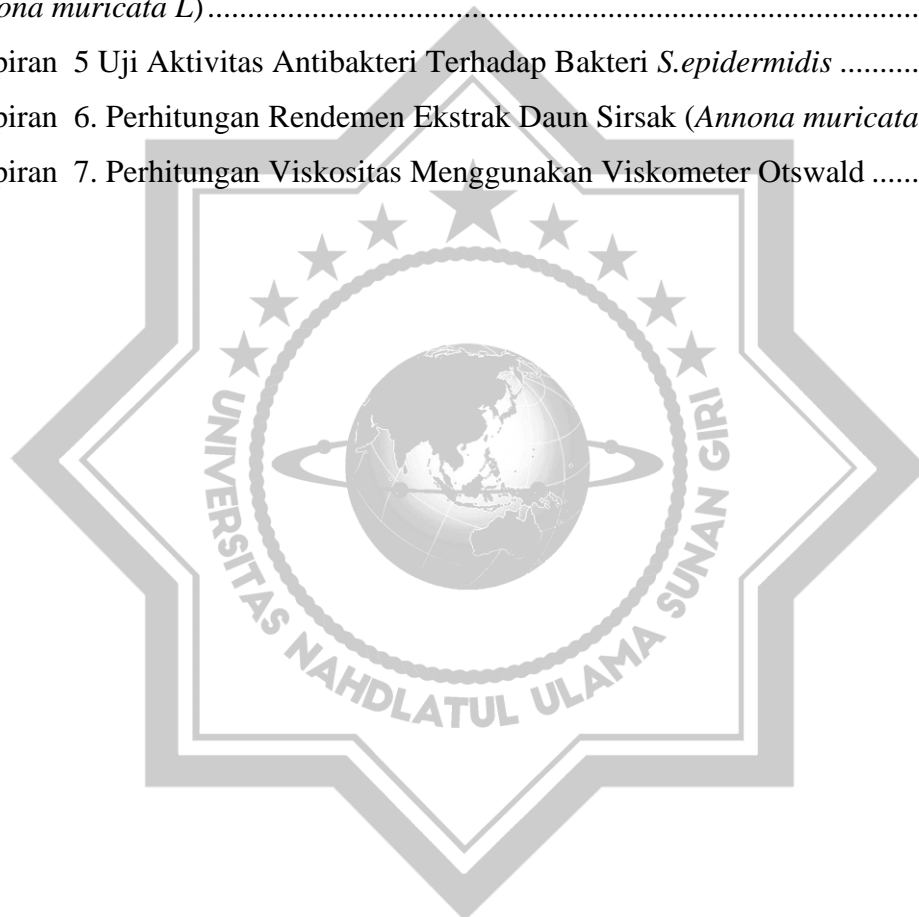 ona muricata L)..........................................................................................
piran  5 Uji Aktivitas Antibakteri Terhadap Bakteri S.epidermidis ..........
piran  6. Perhitungan Rendemen Ekstrak Daun Sirsak (Annona muricata
piran  7. Perhitungan Viskositas Menggunakan Viskometer Otswald ......
UNIVERSITAS NAHDLATUL ULAMA SUNAN GIRI